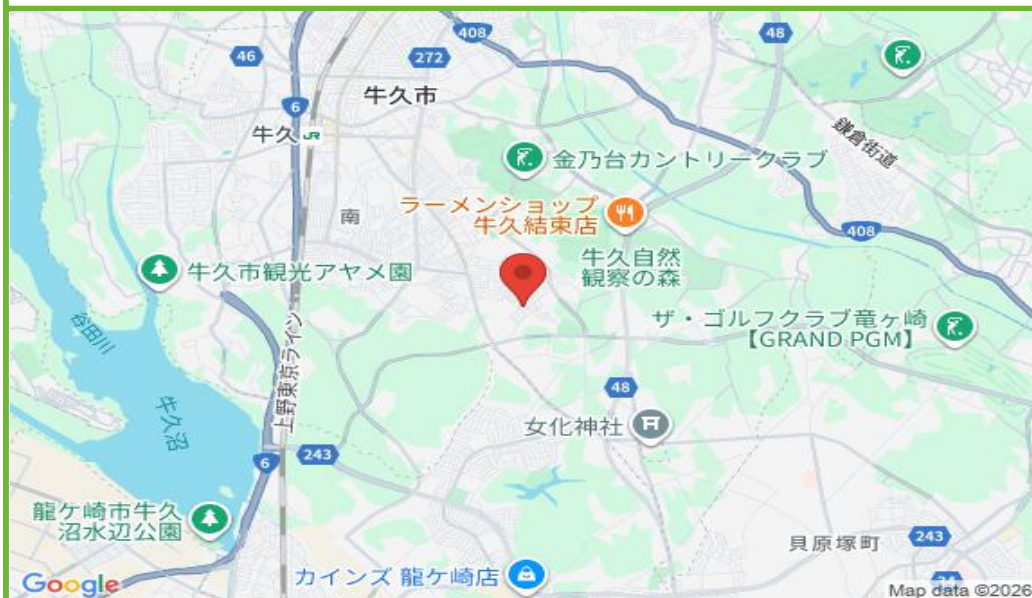 408
48
46
272
牛久市
6
牛久 JR
鎌倉街道
金乃台カントリークラブ
ラーメンショップ
牛久結束店
南
408
牛久自然
観察の森
牛久市観光アヤメ園
ザ・ゴルフクラブ竜ヶ崎
【GRAND PGM】
谷田川
上野東京ライン
48
牛久沼
女化神社
243
6
龍ケ崎市牛久
沼水辺公園
貝原塚町
243
カインズ 龍ケ崎店
Google
Map data ©2026